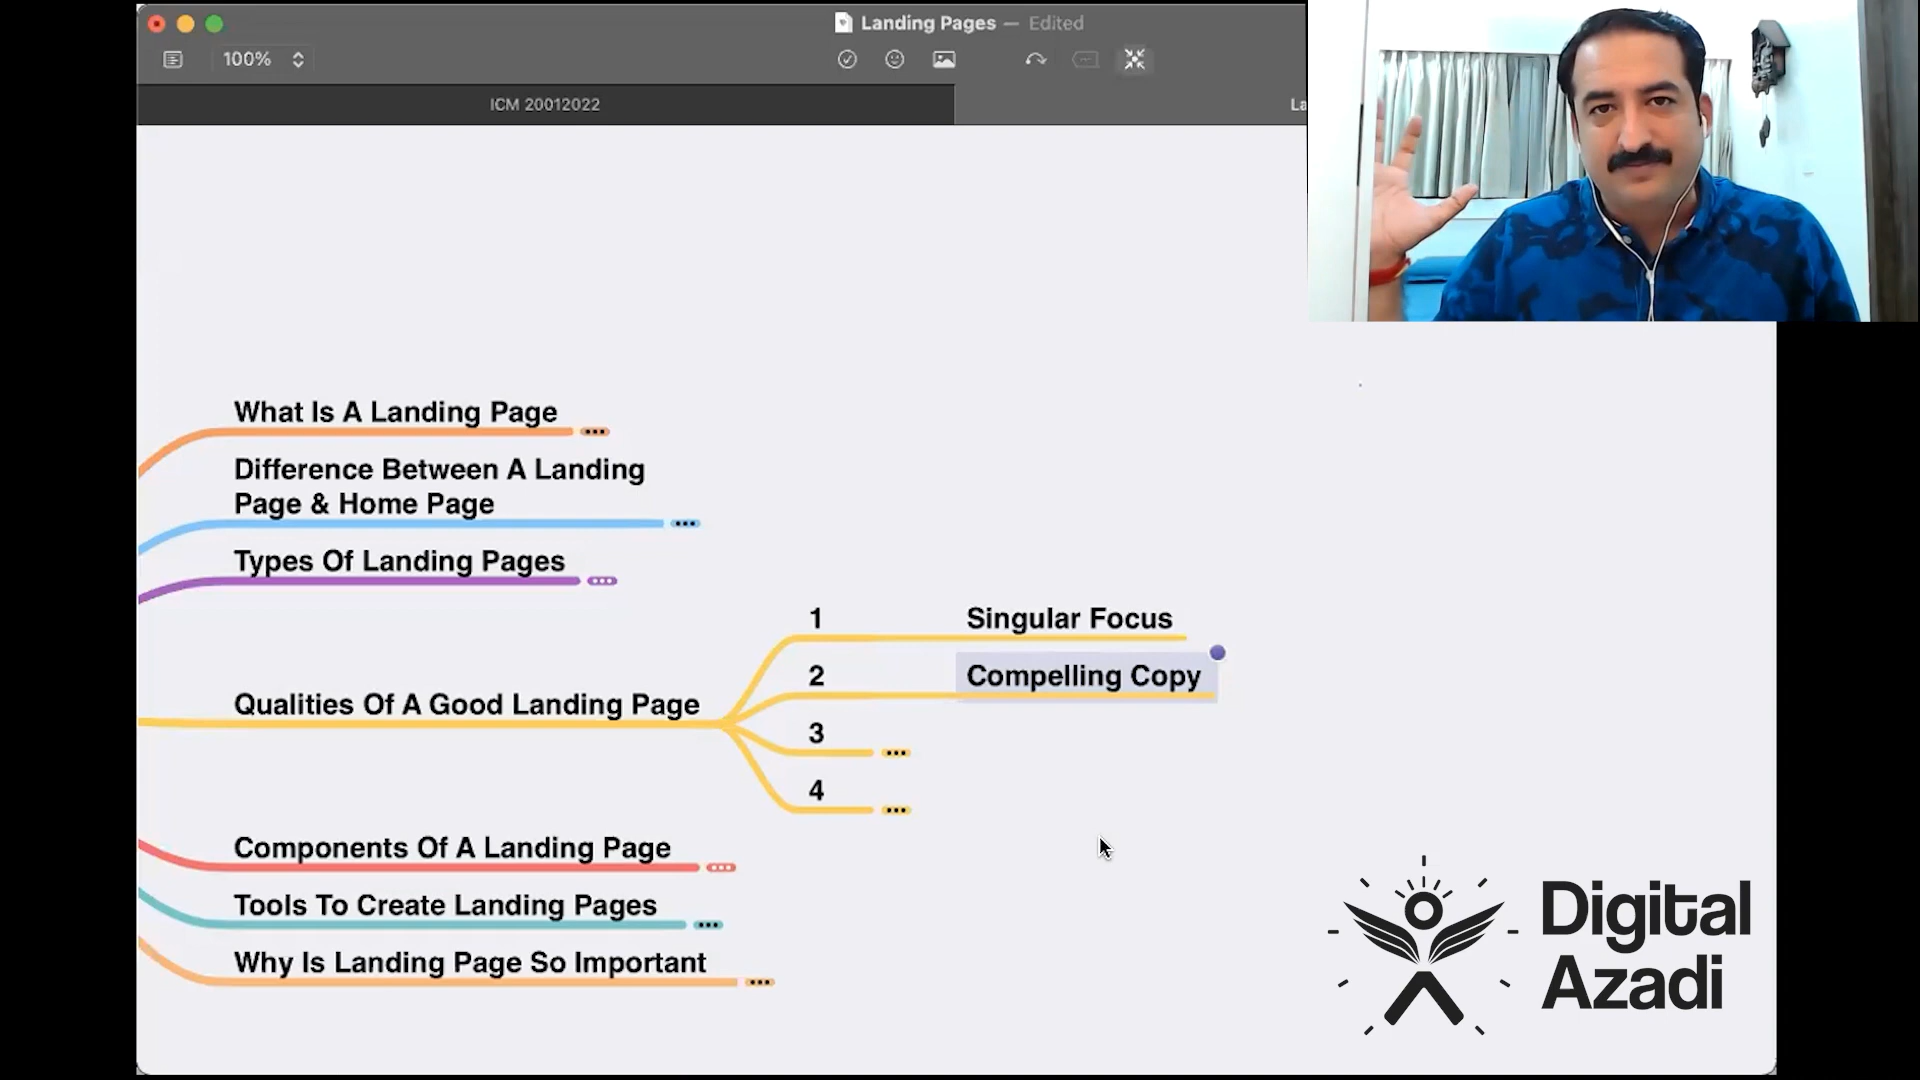 Landing Pages — Edited
100%
ICM 20012022
La
What Is A Landing Page
Difference Between A Landing
Page & Home Page
Types Of Landing Pages
1 Singular Focus
2 Compelling Copy
Qualities Of A Good Landing Page
3
4
Components Of A Landing Page
Tools To Create Landing Pages
Why Is Landing Page So Important
Digital
Azadi